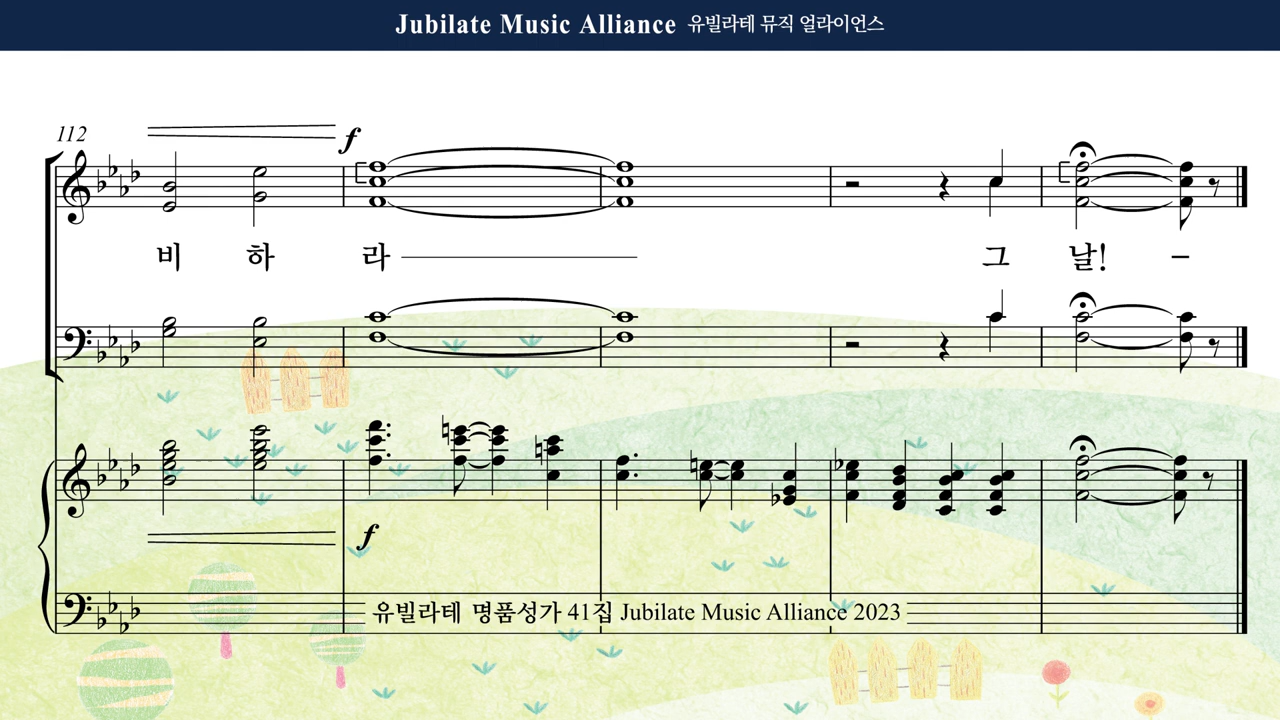 Jubilate Music Alliance 유빌라테 뮤직 얼라이언스
112
f
비 하 라 그 날! –
f
유빌라테 명품성가 41집 Jubilate Music Alliance 2023